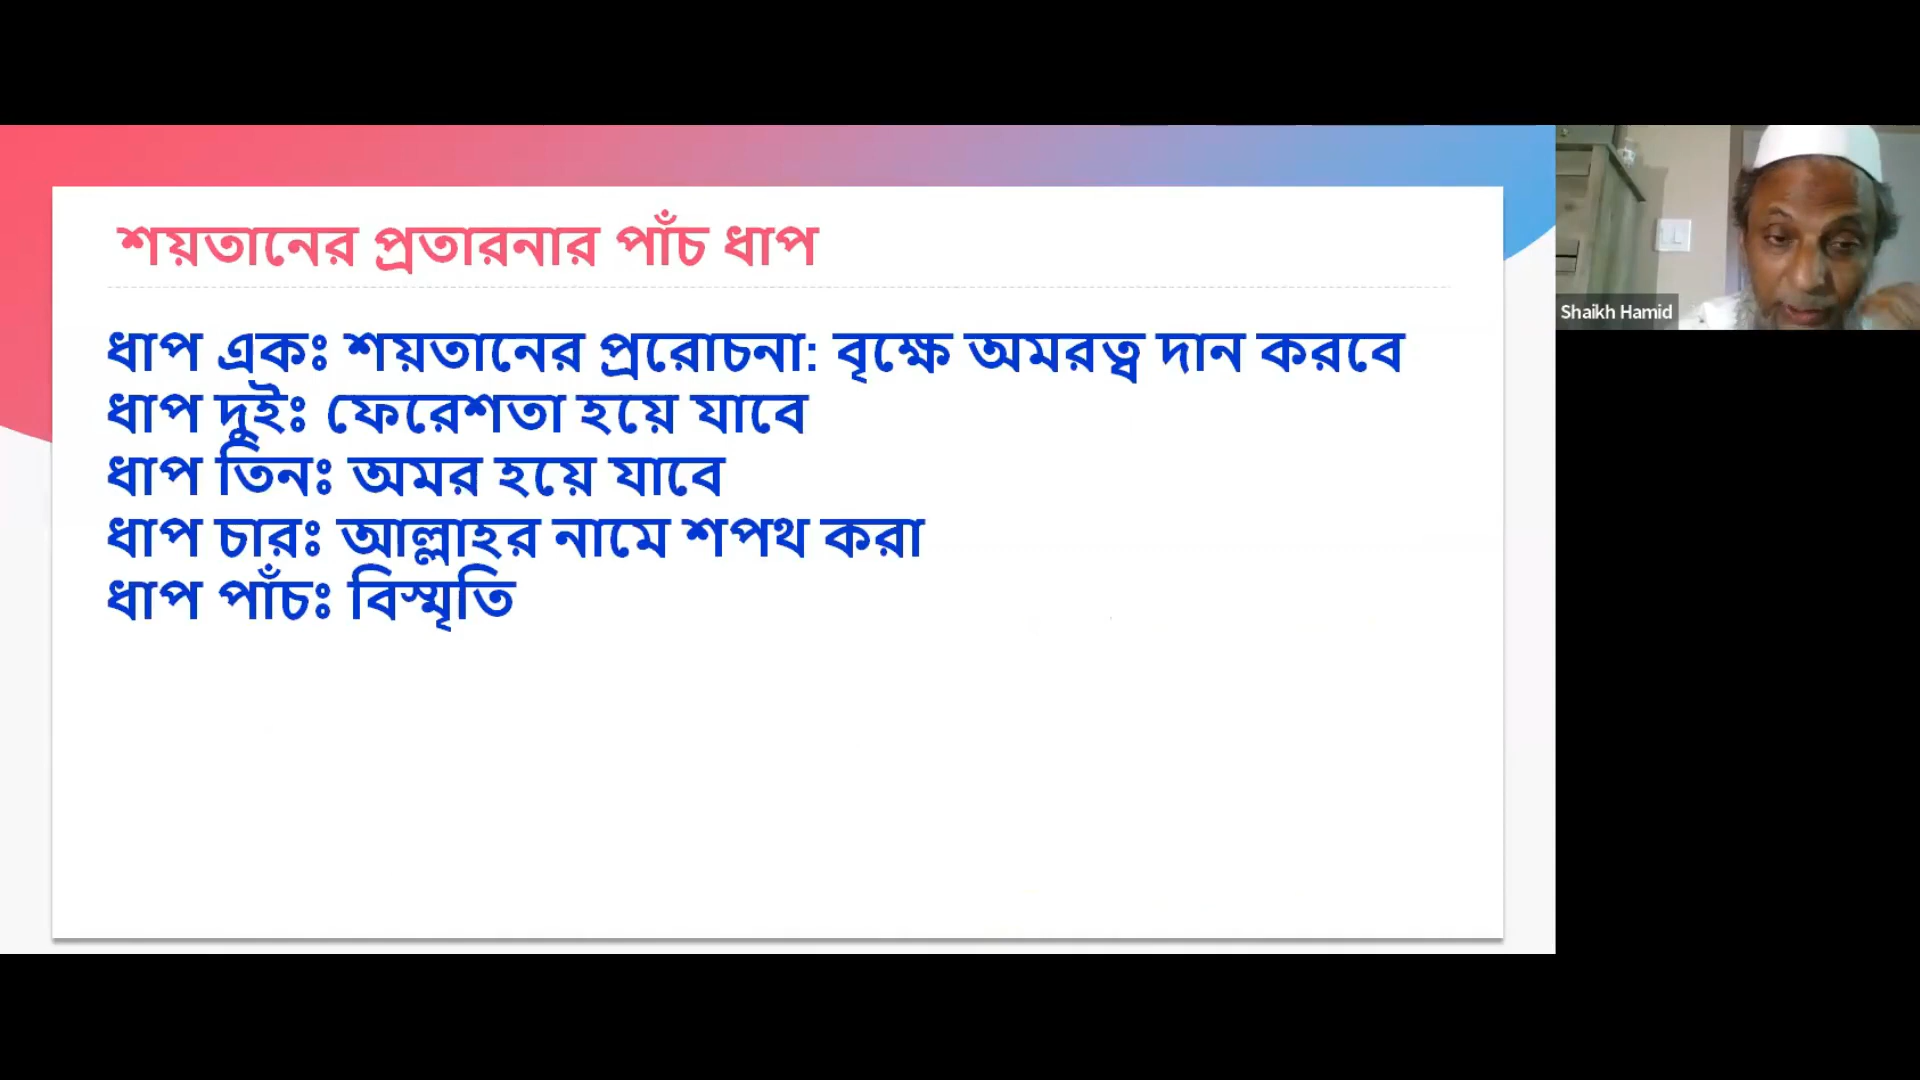 শয়তানের প্রতারনার পাঁচ ধাপ
ধাপ একঃ শয়তানের প্ররোচনা: বৃক্ষে অমরত্ব দান করবে
ধাপ দুইঃ ফেরেশতা হয়ে যাবে
ধাপ তিনঃ অমর হয়ে যাবে
ধাপ চারঃ আল্লাহর নামে শপথ করা
ধাপ পাঁচঃ বিস্মৃতি
Shaikh Hamid